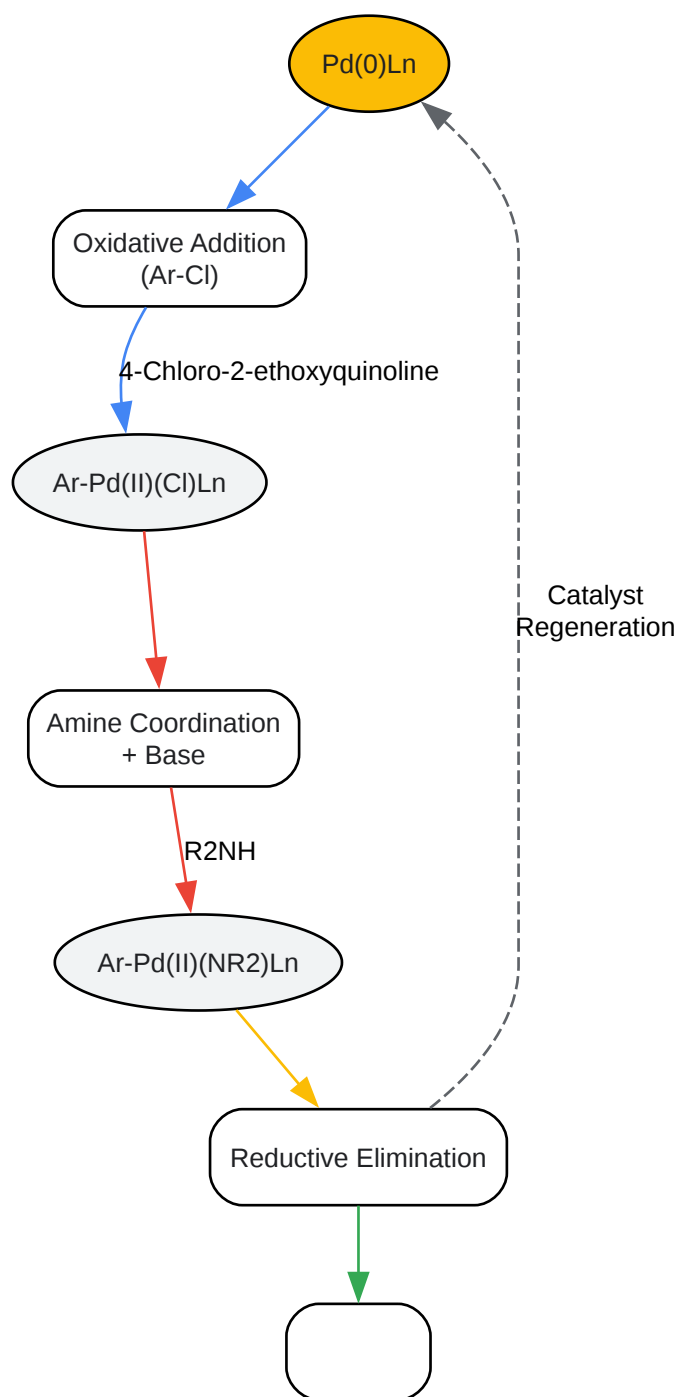 Pd(0)Ln
Oxidative Addition
(Ar-Cl)
4-Chloro-2-ethoxyquinoline
Ar-Pd(II)(Cl)Ln
Catalyst
Regeneration
Amine Coordination
+ Base
R2NH
Ar-Pd(II)(NR2)Ln
Reductive Elimination